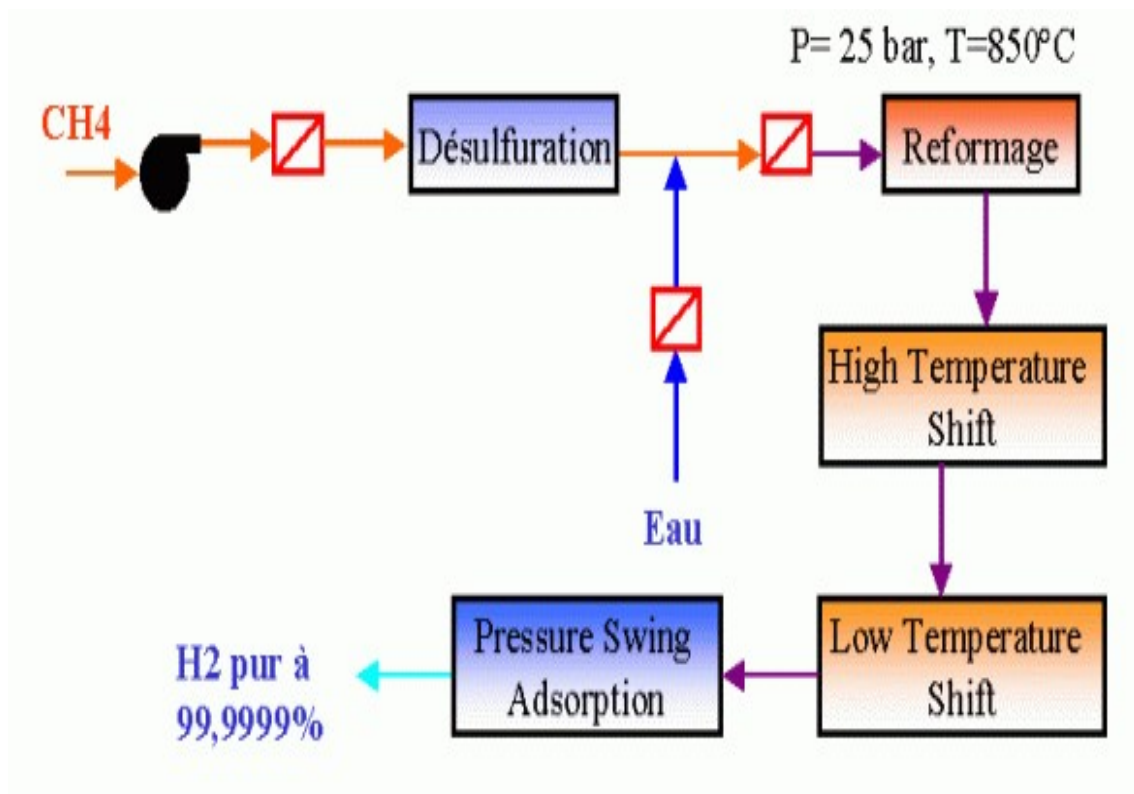 P= 25 bar, T=850°C
CH4
Désulfuration
Reformage
High Temperature
Shift
Eau
Pressure Swing
Adsorption
Low Temperature
Shift
H2 pur à
99,9999%